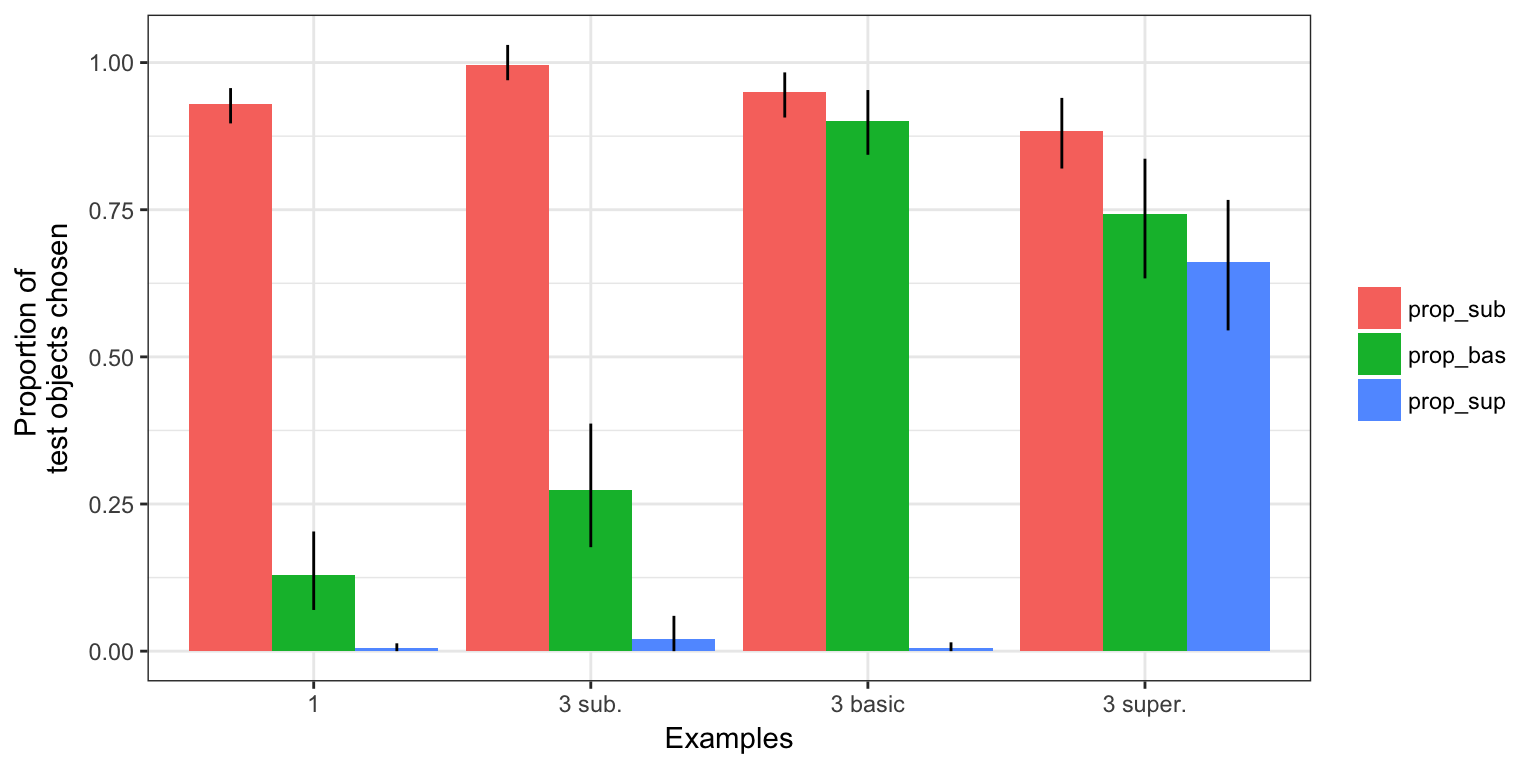 Proportion of
test objects chosen
1.00
0.75
0.50
0.25
0.00
1
3 sub.
3 basic
3 super.
Examples
prop_sub
prop_bas
prop_sup